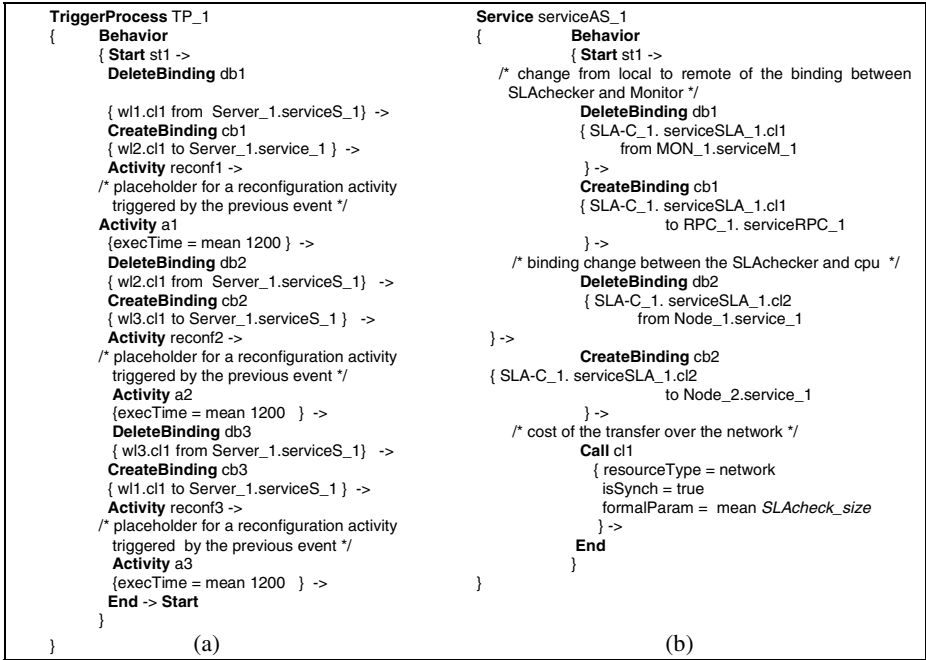 TriggerProcess TP_1
{ Behavior
{ Start st1 ->
DeleteBinding db1
{ wl1.cl1 from Server_1.serviceS_1} ->
CreateBinding cb1
{ wl2.cl1 to Server_1.service_1 } ->
Activity reconf1 ->
/* placeholder for a reconfiguration activity
triggered by the previous event */
Activity a1
{execTime = mean 1200 } ->
DeleteBinding db2
{ wl2.cl1 from Server_1.serviceS_1} ->
CreateBinding cb2
{ wl3.cl1 to Server_1.serviceS_1 } ->
Activity reconf2 ->
/* placeholder for a reconfiguration activity
triggered by the previous event */
Activity a2
{execTime = mean 1200 } ->
DeleteBinding db3
{ wl3.cl1 from Server_1.serviceS_1} ->
CreateBinding cb3
{ wl1.cl1 to Server_1.serviceS_1 } ->
Activity reconf3 ->
/* placeholder for a reconfiguration activity
triggered by the previous event */
Activity a3
{execTime = mean 1200 } ->
End -> Start
}
}
(a)
Service serviceAS_1
{ Behavior
{ Start st1 ->
/* change from local to remote of the binding between
SLAchecker and Monitor */
DeleteBinding db1
{ SLA-C_1. serviceSLA_1.cl1
from MON_1.serviceM_1
} ->
CreateBinding cb1
{ SLA-C_1. serviceSLA_1.cl1
to RPC_1. serviceRPC_1
} ->
/* binding change between the SLAchecker and cpu */
DeleteBinding db2
{ SLA-C_1. serviceSLA_1.cl2
from Node_1.service_1
} ->
CreateBinding cb2
{ SLA-C_1. serviceSLA_1.cl2
to Node_2.service_1
} ->
/* cost of the transfer over the network */
Call cl1
{ resourceType = network
isSynch = true
formalParam = mean SLAcheck_size
} ->
End
}
}
(b)